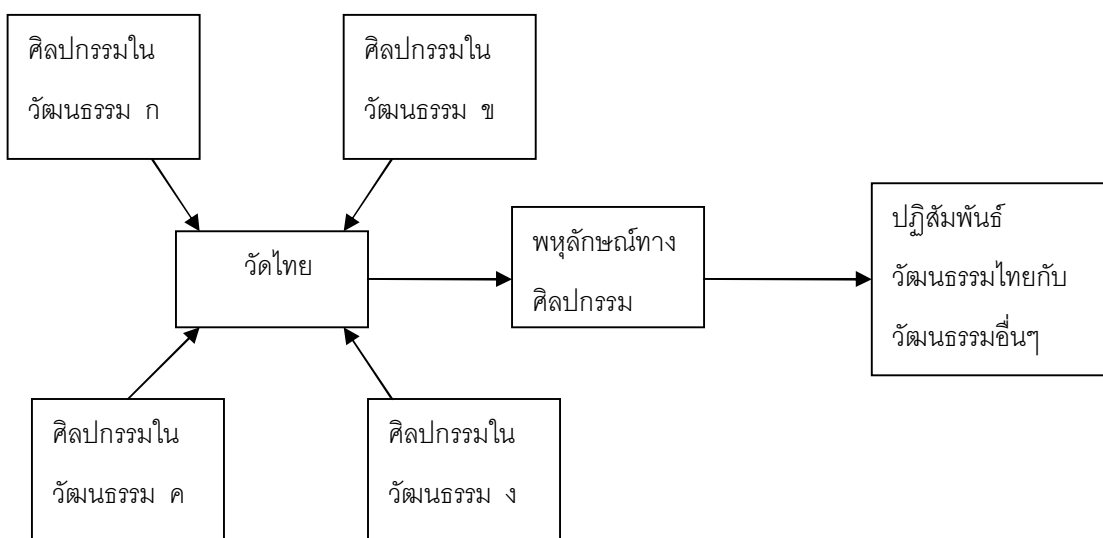 ศิลปกรรมใน
วัฒนธรรม ก
ศิลปกรรมใน
วัฒนธรรม ข
วัดไทย
พหุลักษณ์ทาง
ศิลปกรรม
ปฏิสัมพันธ์
วัฒนธรรมไทยกับ
วัฒนธรรมอื่นๆ
ศิลปกรรมใน
วัฒนธรรม ค
ศิลปกรรมใน
วัฒนธรรม ง